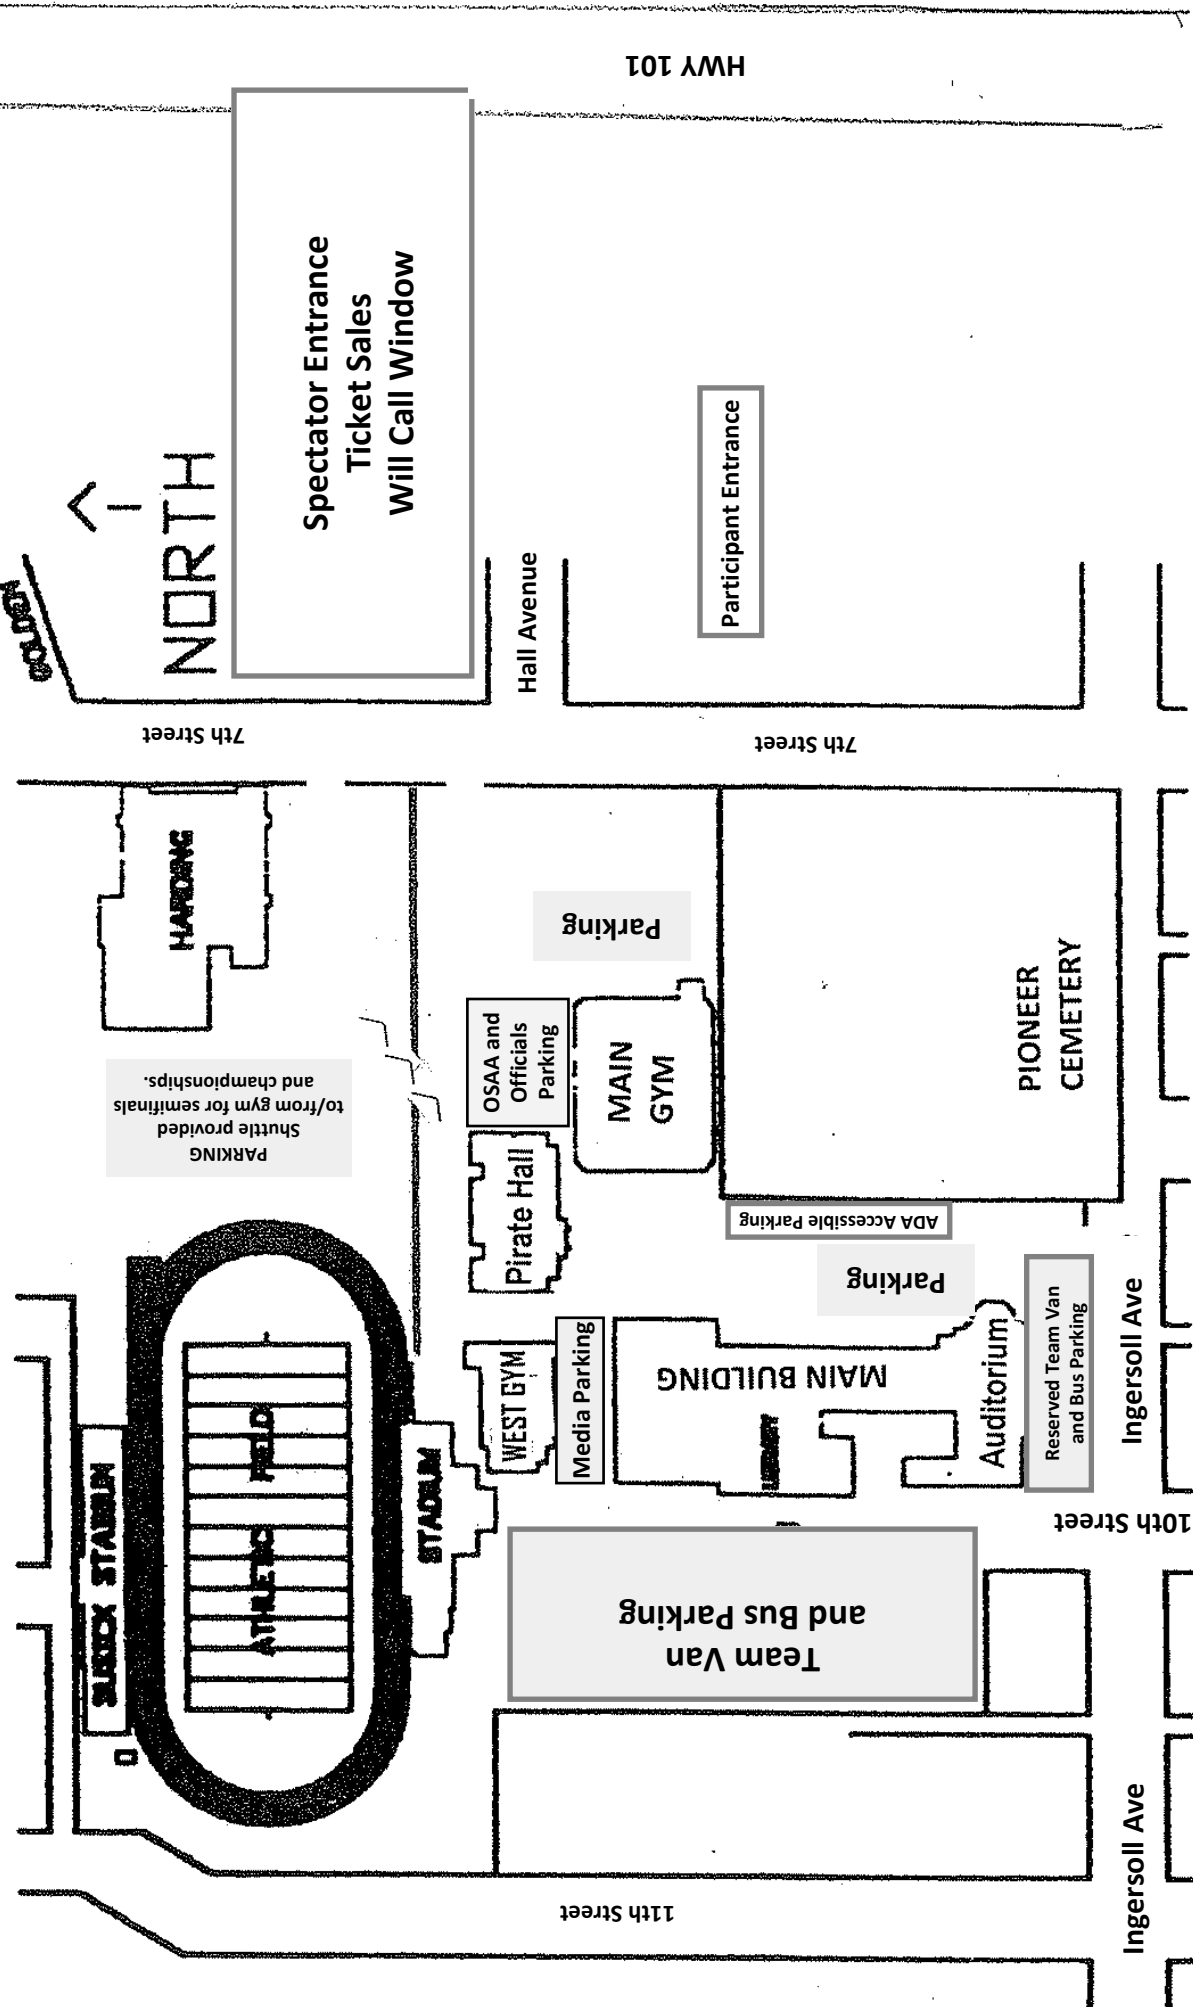 HWY 101
Spectator Entrance
Ticket Sales
Will Call Window
NORTH
GOLDEN
Hall Avenue
Participant Entrance
7th Street
7th Street
HARDING
PARKING
Shuttle provided
to/from gym for semifinals
and championships.
Parking
OSAA and
Officials
Parking
MAIN
GYM
PIONEER
CEMETERY
Pirate Hall
ADA Accessible Parking
Parking
Reserved Team Van
and Bus Parking
Ingersoll Ave
WEST GYM
Media Parking
MAIN BUILDING
Auditorium
ATHLETIC FIELD
STADIUM
10th Street
Team Van
and Bus Parking
11th Street
Ingersoll Ave